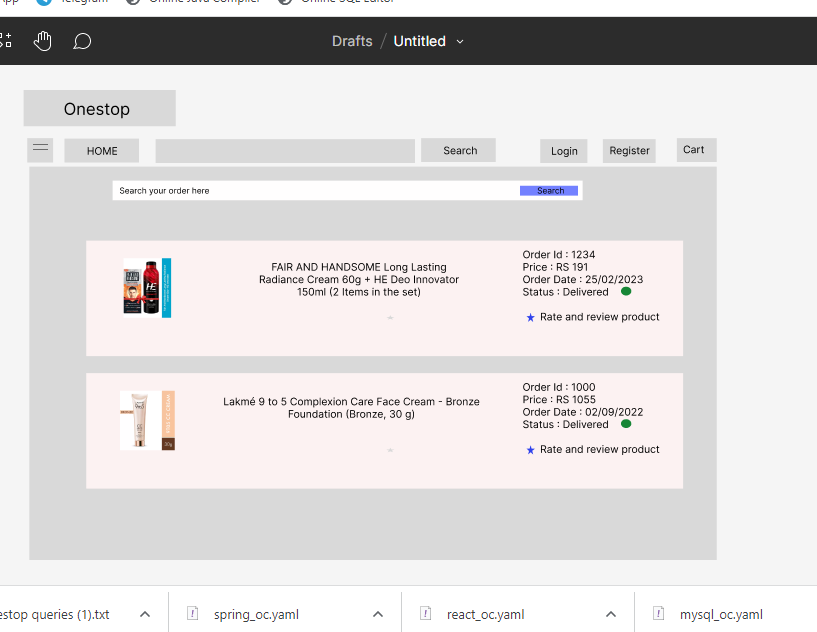 Telegram
Online Java Compiler
Online SQL Editor
Drafts / Untitled
Onestop
HOME
Search
Login
Register
Cart
Search your order here
Search
FAIR AND HANDSOME Long Lasting
Radiance Cream 60g + HE Deo Innovator
150ml (2 Items in the set)
Order Id : 1234
Price : RS 191
Order Date : 25/02/2023
Status : Delivered
Rate and review product
HE
Lakmé 9 to 5 Complexion Care Face Cream - Bronze
Foundation (Bronze, 30 g)
Order Id : 1000
Price : RS 1055
Order Date : 02/09/2022
Status : Delivered
Rate and review product
30g
estop queries (1).txt
spring_oc.yaml
react_oc.yaml
mysql_oc.yaml